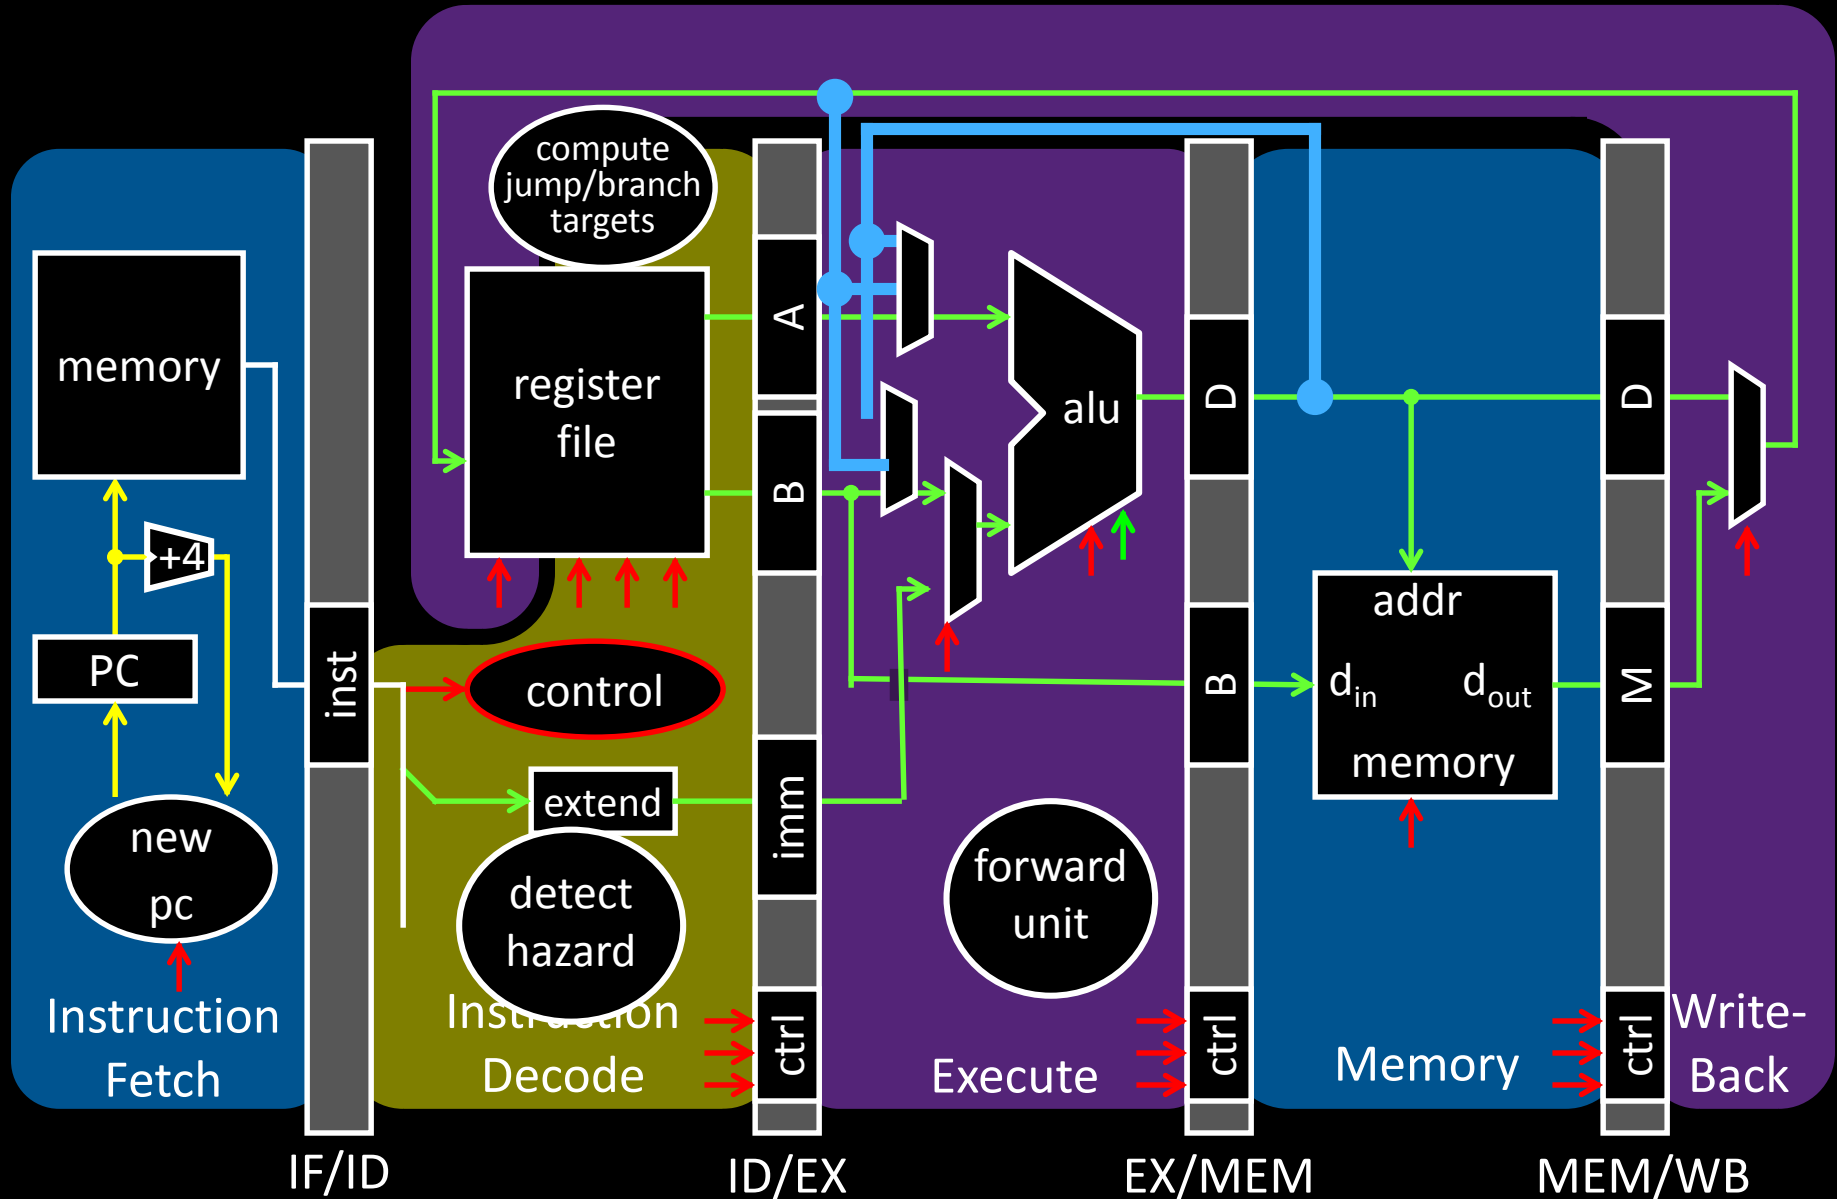 compute
jump/branch
targets
memory
register
file
alu
A
B
D
D
+4
PC
inst
control
B
addr
d_in
d_out
memory
M
extend
imm
new
pc
detect
hazard
forward
unit
Instruction
Fetch
Instruction
Decode
ctrl
Execute
ctrl
Memory
ctrl
Write-
Back
IF/ID
ID/EX
EX/MEM
MEM/WB